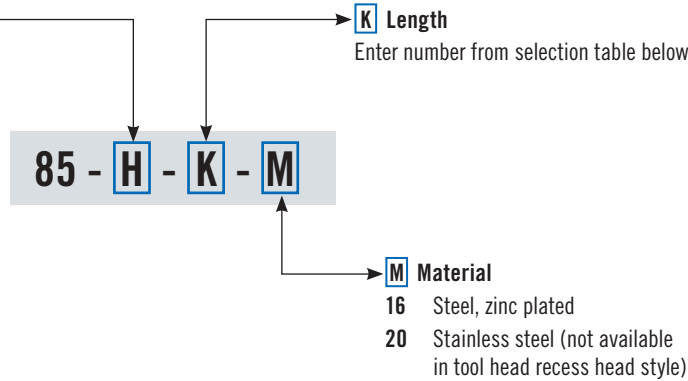 K Length
Enter number from selection table below
85 - H - K - M
M Material
16 Steel, zinc plated
20 Stainless steel (not available
in tool head recess head style)